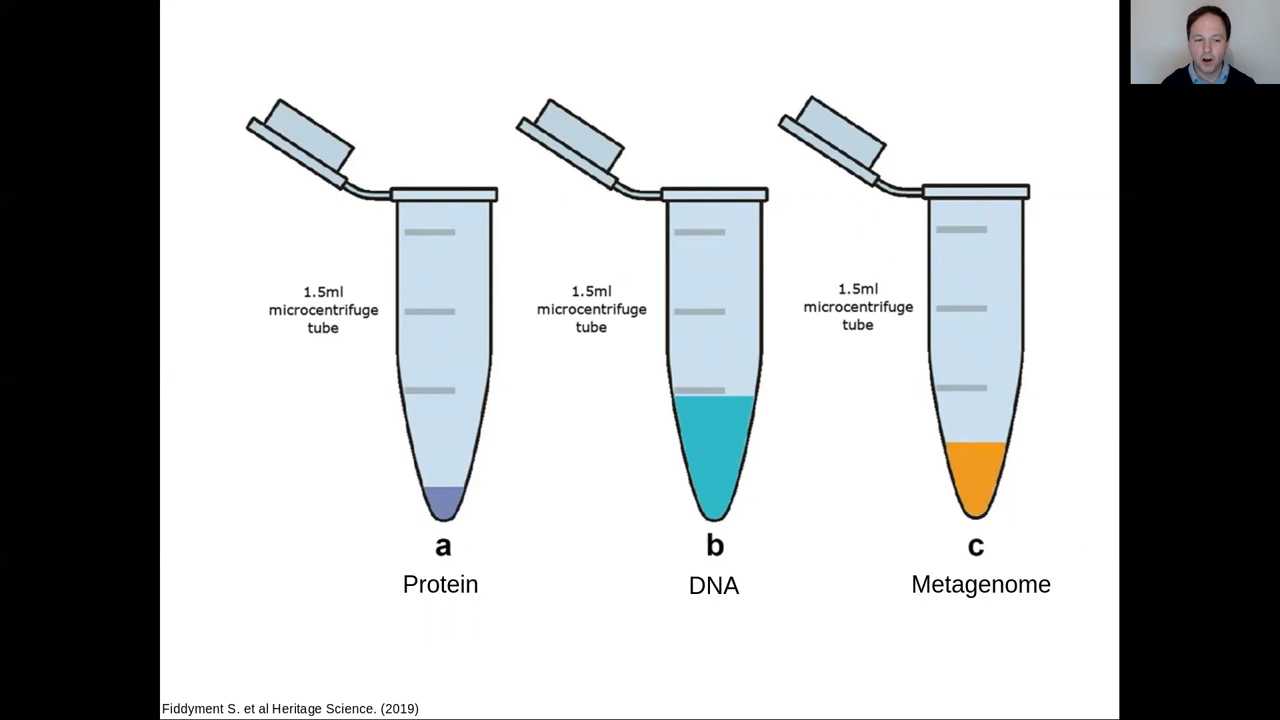 1.5ml
microcentrifuge
tube
1.5ml
microcentrifuge
tube
1.5ml
microcentrifuge
tube
a
b
c
Protein
DNA
Metagenome
Fiddyment S. et al Heritage Science. (2019)